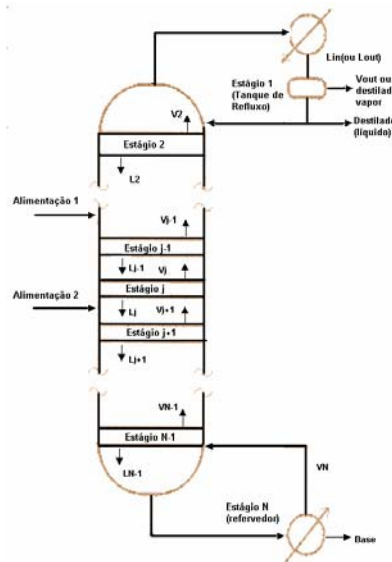 Lin(ou Lout)
Estágio 1
(Tanque de
Refluxo)
Vout ou
destilado
vapor
Destilado
(líquido)
V2
Estágio 2
L2
Alimentação 1
Vj-1
Estágio j-1
Lj-1
Vj
Estágio j
Alimentação 2
Lj
Vj+1
Estágio j+1
Lj+1
VN-1
Estágio N-1
LN-1
VN
Estágio N
(refervedor)
Base